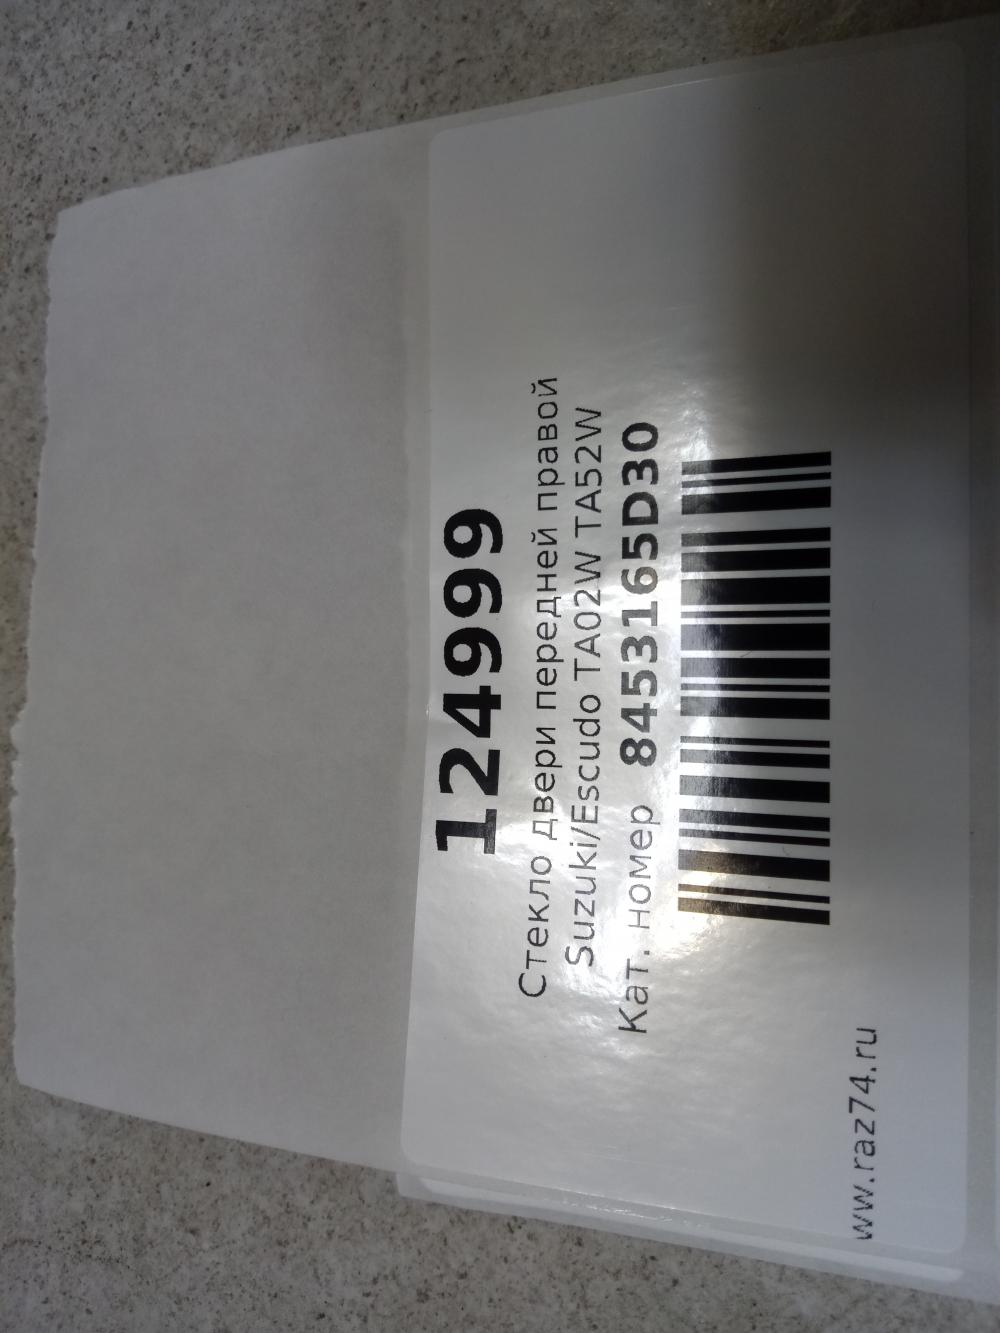 124999
Стекло двери передней правой
Suzuki/Escudo TA02W TA52W
Кат. номер 8453165D30
www.raz74.ru